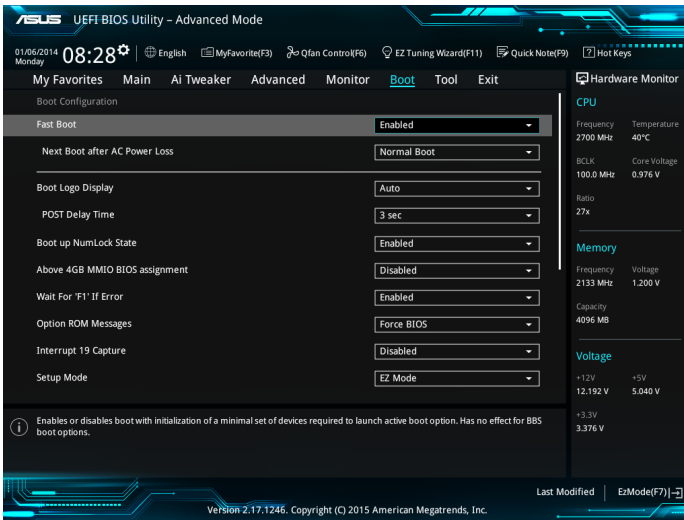 ASUS UEFI BIOS Utility – Advanced Mode
01/06/2014
Monday
08:28
English
MyFavorite(F3)
Qfan Control(F6)
EZ Tuning Wizard(F11)
Quick Note(F9)
? Hot Keys
My Favorites Main Ai Tweaker Advanced Monitor Boot Tool Exit
Boot Configuration
Fast Boot Enabled
Next Boot after AC Power Loss Normal Boot
Boot Logo Display Auto
POST Delay Time 3 sec
Boot up NumLock State Enabled
Above 4GB MMIO BIOS assignment Disabled
Wait For 'F1' If Error Enabled
Option ROM Messages Force BIOS
Interrupt 19 Capture Disabled
Setup Mode EZ Mode
i Enables or disables boot with initialization of a minimal set of devices required to launch active boot option. Has no effect for BBS
boot options.
Hardware Monitor
CPU
Frequency Temperature
2700 MHz 40°C
BCLK Core Voltage
100.0 MHz 0.976 V
Ratio
27x
Memory
Frequency Voltage
2133 MHz 1.200 V
Capacity
4096 MB
Voltage
+12V +5V
12.192 V 5.040 V
+3.3V
3.376 V
Last Modified
EzMode(F7)
Version 2.17.1246. Copyright (C) 2015 American Megatrends, Inc.